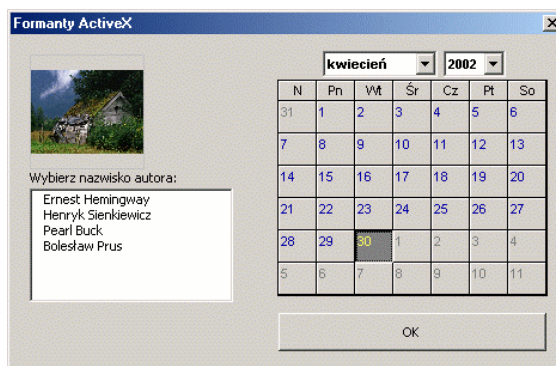 Formanty ActiveX
kwiecień 2002
N Pn Wt Śr Cz Pt So
31 1 2 3 4 5 6
7 8 9 10 11 12 13
14 15 16 17 18 19 20
21 22 23 24 25 26 27
28 29 30 1 2 3 4
5 6 7 8 9 10 11
Wybierz nazwisko autora:
Ernest Hemingway
Henryk Sienkiewicz
Pearl Buck
Bolesław Prus
OK